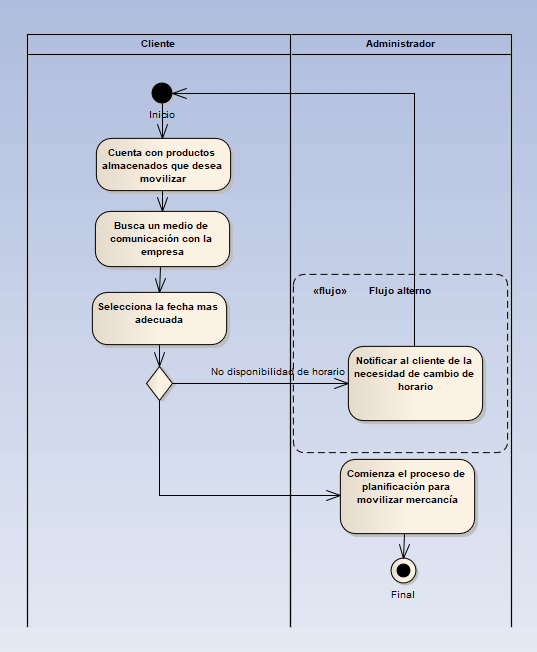 Cliente
Administrador
Inicio
Cuenta con productos
almacenados que desea
movilizar
Busca un medio de
comunicación con la
empresa
Selecciona la fecha mas
adecuada
«flujo» Flujo alterno
No disponibilidad de horario
Notificar al cliente de la
necesidad de cambio de
horario
Comienza el proceso de
planificación para
movilizar mercancía
Final